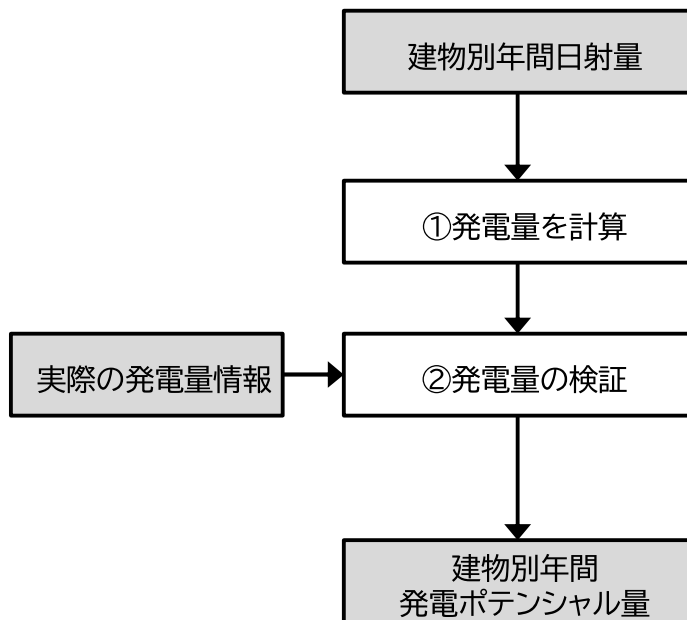 建物別年間日射量
①発電量を計算
実際の発電量情報
②発電量の検証
建物別年間
発電ポテンシャル量